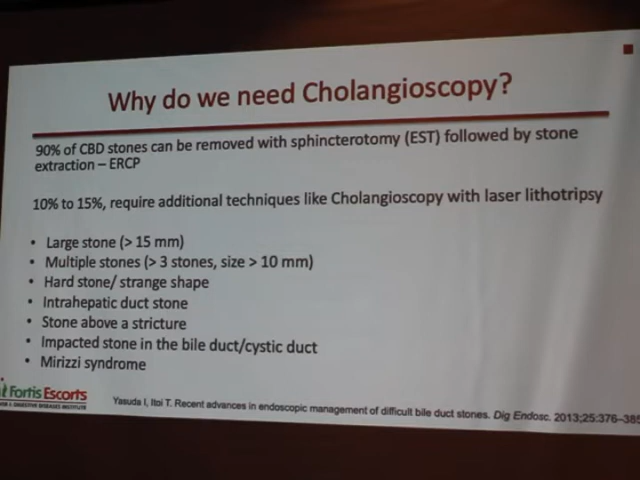 Why do we need Cholangioscopy?
90% of CBD stones can be removed with sphincterotomy (EST) followed by stone
extraction – ERCP
10% to 15%, require additional techniques like Cholangioscopy with laser lithotripsy
• Large stone (> 15 mm)
• Multiple stones (> 3 stones, size > 10 mm)
• Hard stone/ strange shape
• Intrahepatic duct stone
• Stone above a stricture
• Impacted stone in the bile duct/cystic duct
• Mirizzi syndrome
Fortis Escorts
& DIGESTIVE DISEASES INSTITUTE
Yasuda I, Itoi T. Recent advances in endoscopic management of difficult bile duct stones. Dig Endosc. 2013;25:376–385